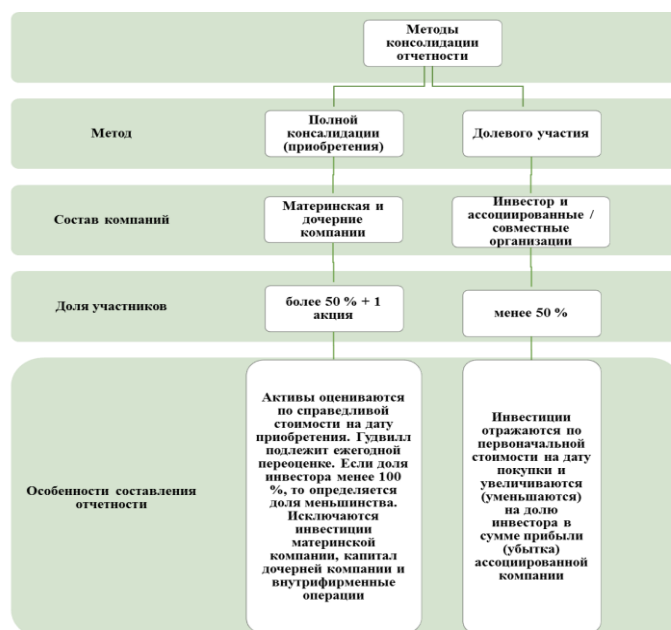 Методы
консолидации
отчетности
Метод
Полной
консалидации
(приобретения)
Долевого участия
Состав компаний
Материнская и
дочерние
компании
Инвестор и
ассоциированные /
совместные
организации
Доля участников
более 50 % + 1
акция
менее 50 %
Особенности составления
отчетности
Активы оцениваются
по справедливой
стоимости на дату
приобретения. Гудвилл
подлежит ежегодной
переоценке. Если доля
инвестора менее 100
%, то определяется
доля меньшинства.
Исключаются
инвестиции
материнской
компании, капитал
дочерней компании и
внутрифирменные
операции
Инвестиции
отражаются по
первоначальной
стоимости на дату
покупки и
увеличиваются
(уменьшаются)
на долю
инвестора в
сумме прибыли
(убытка)
ассоциированной
компании